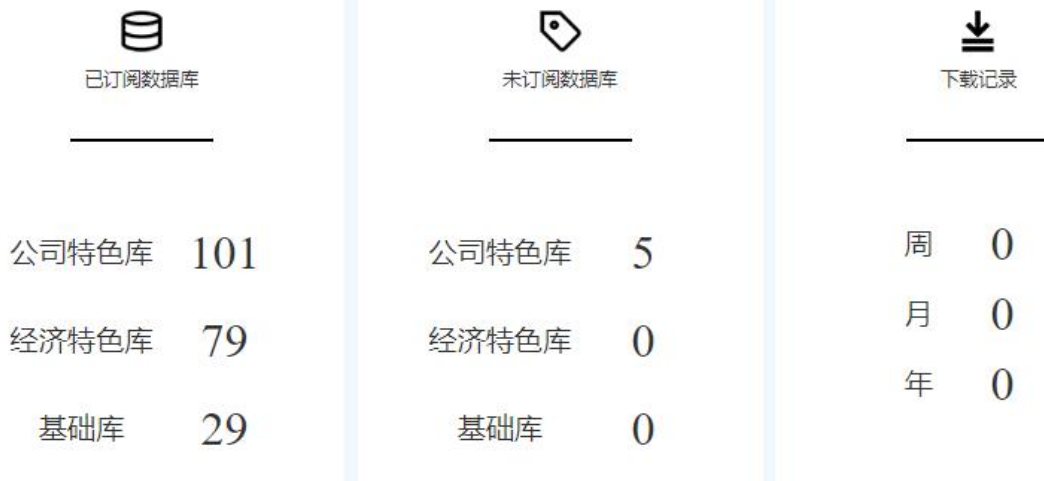 已订阅数据库
公司特色库 101
经济特色库 79
基础库 29
未订阅数据库
公司特色库 5
经济特色库 0
基础库 0
下载记录
周 0
月 0
年 0